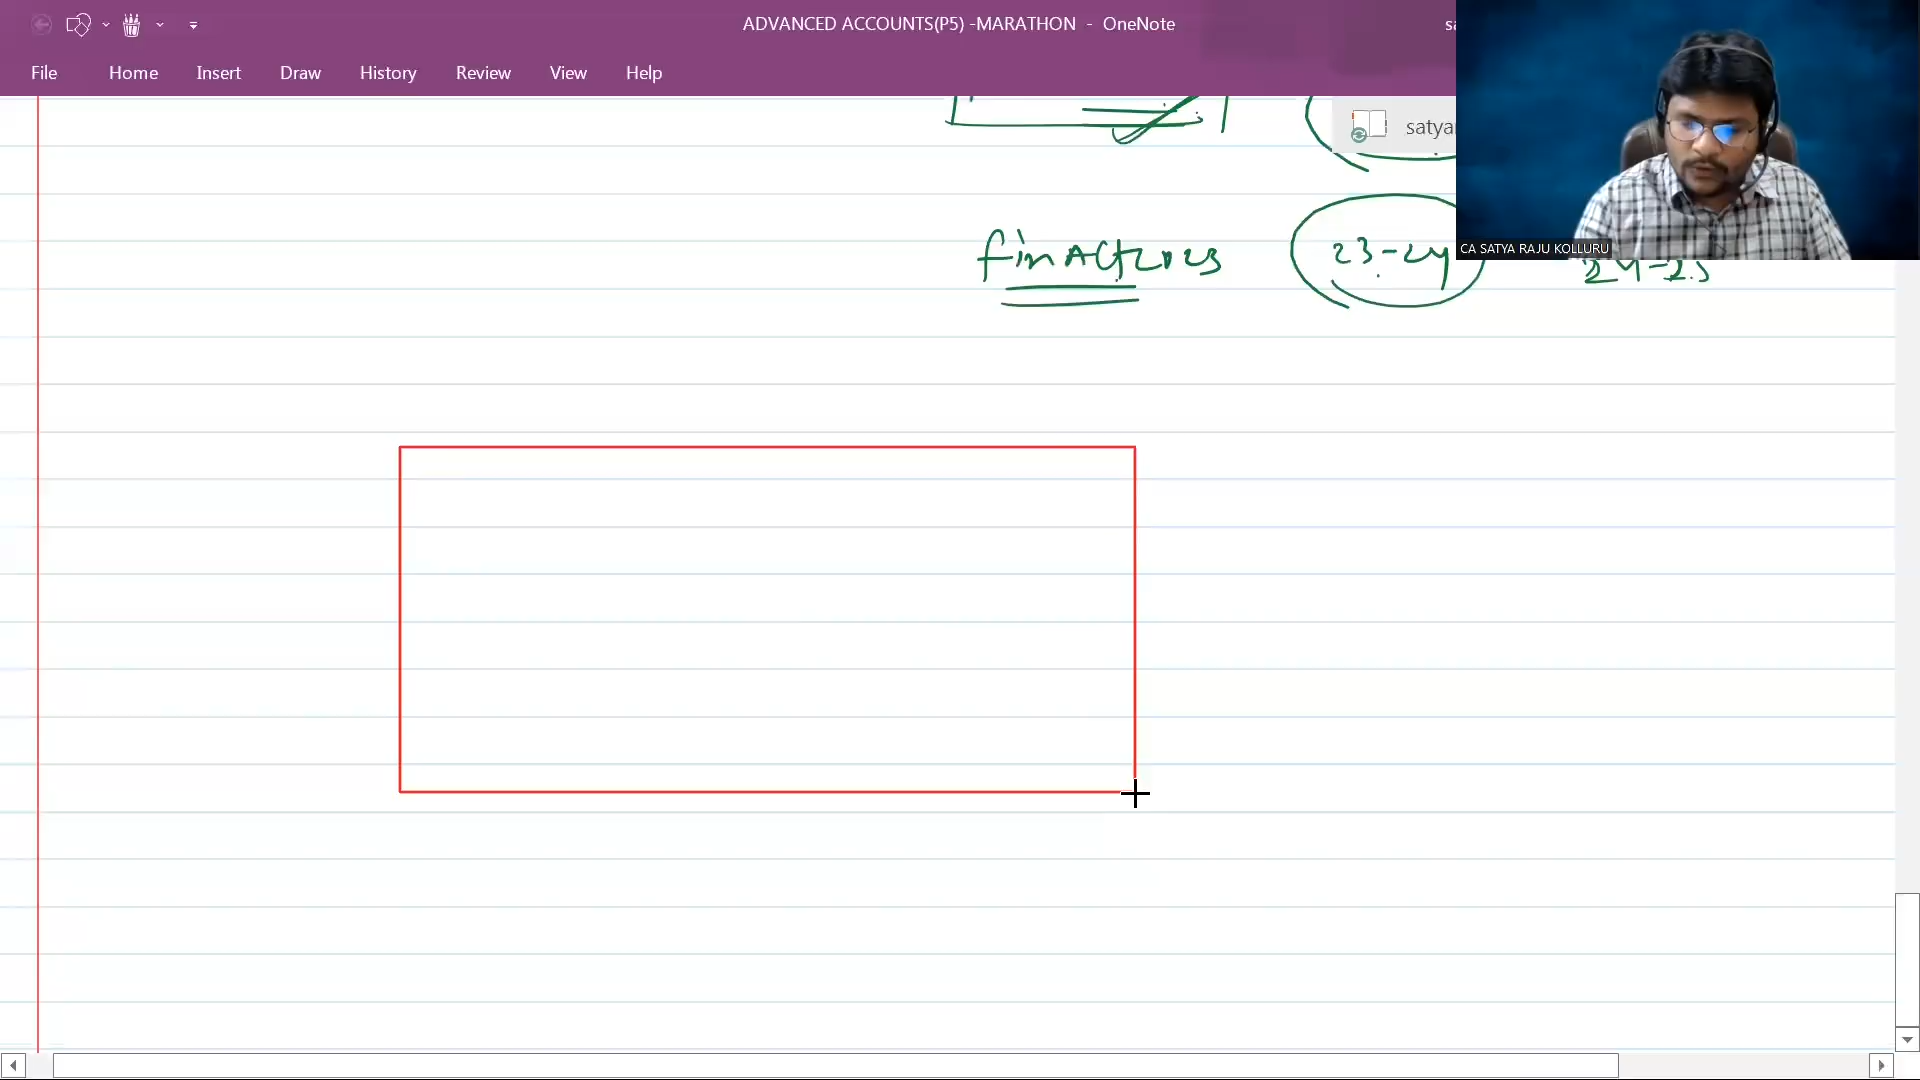 ADVANCED ACCOUNTS(P5) -MARATHON - OneNote
File Home Insert Draw History Review View Help
satya
CA SATYA RAJU KOLLURU
finAct2023 23-24 24-25